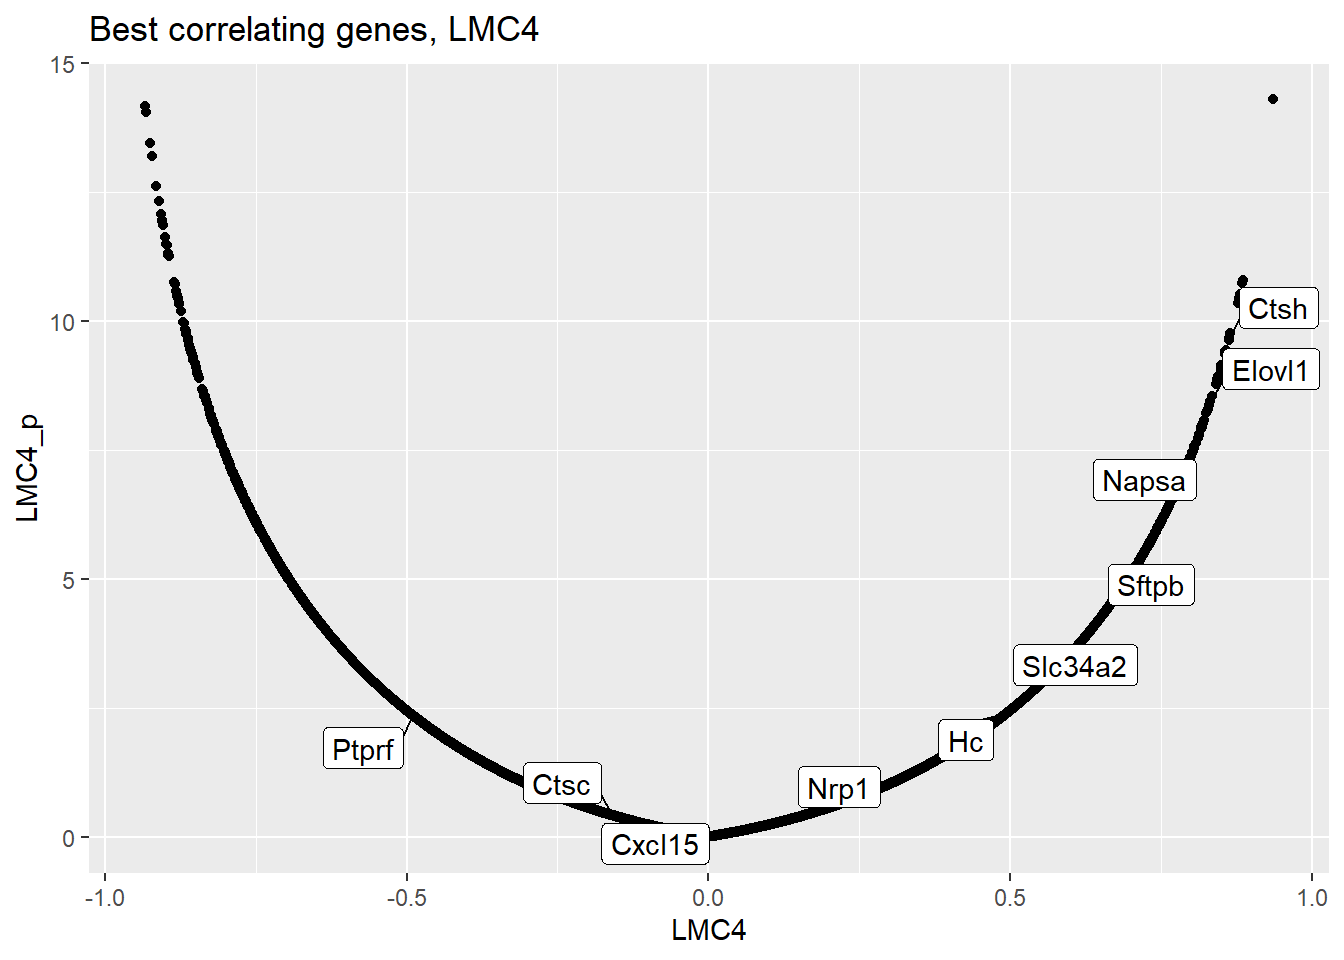 Best correlating genes, LMC4
LMC4_p
15
10
5
0
Ctsh
Elovl1
Napsa
Sftpb
Slc34a2
Hc
Ptprf
Ctsc
Nrp1
Cxcl15
-1.0
-0.5
0.0
0.5
1.0
LMC4